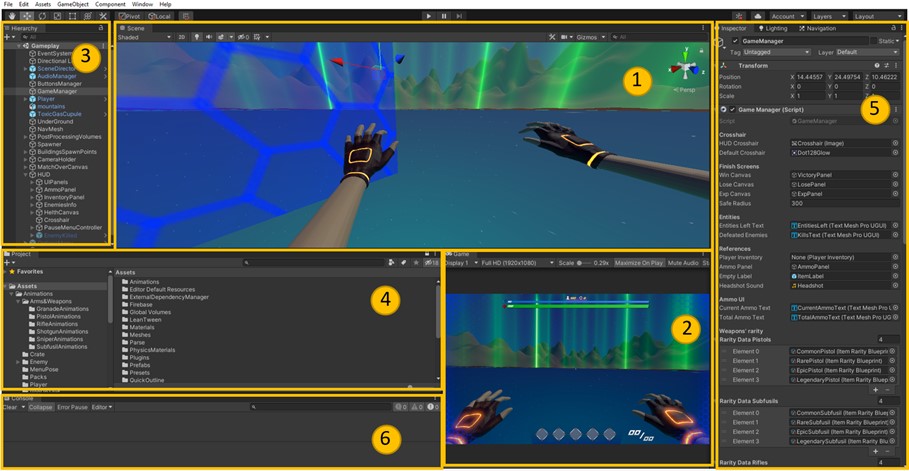 File Edit Assets GameObject Component Window Help
Pivot Local Account Layers Layout
Hierarchy
All
Gameplay
EventSystem
Directional L
SceneDirect
AudioManager
ButtonsManager
GameManager
Player
mountains
ToxicGasCupule
UnderGround
NavMesh
PostProcessingVolumes
Spawner
BuildingsSpawnPoints
CameraHolder
MatchOverCanvas
HUD
UIPanels
AmmoPanel
InventoryPanel
EnemiesInfo
HelthCanvas
Crosshair
PauseMenuController
3
Scene
Shaded 2D 0 Gizmos All
y
x
z
Persp
1
Project
Favorites
Assets
Animations
Arms&Weapons
GranadeAnimations
PistolAnimations
RifleAnimations
ShotgunAnimations
SniperAnimations
SubfusilAnimations
Crate
Enemy
MenuPose
Packs
Player
Assets
Animations
Editor Default Resources
ExternalDependencyManager
Firebase
Global Volumes
LeanTween
Materials
Meshes
Parse
PhysicsMaterials
Plugins
Prefabs
Presets
QuickOutline
4
Console
Clear Collapse Error Pause Editor 0 0 0
6
Game
Display 1 Full HD (1920x1080) Scale 0.29x Maximize On Play Mute Audio St
2
Inspector Lighting Navigation
GameManager Static
Tag Untagged Layer Default
Transform
Position X 14.44557 Y 24.49754 Z 10.46222
Rotation X 0 Y 0 Z 0
Scale X 1 Y 1 Z
Game Manager (Script)
5
Script GameManager
Crosshair
HUD Crosshair Crosshair (Image)
Default Crosshair Dot128Glow
Finish Screens
Win Canvas VictoryPanel
Lose Canvas LosePanel
Exp Canvas ExpPanel
Safe Radius 300
Entities
Entities Left Text EntitiesLeft (Text Mesh Pro UGUI)
Defeated Enemies KillsText (Text Mesh Pro UGUI)
References
Player Inventory None (Player Inventory)
Ammo Panel AmmoPanel
Empty Label ItemLabel
Headshot Sound Headshot
Ammo UI
Current Ammo Text CurrentAmmoText (Text Mesh Pro U
Total Ammo Text TotalAmmoText (Text Mesh Pro UG
Weapons' rarity
Rarity Data Pistols 4
Element 0 CommonPistol (Item Rarity Blueprint)
Element 1 RarePistol (Item Rarity Blueprint)
Element 2 EpicPistol (Item Rarity Blueprint)
Element 3 LegendaryPistol (Item Rarity Blueprin
+ −
Rarity Data Subfusils 4
Element 0 CommonSubfusil (Item Rarity Bluep
Element 1 RareSubfusil (Item Rarity Blueprint)
Element 2 EpicSubfusil (Item Rarity Blueprint)
Element 3 LegendarySubfusil (Item Rarity Bluep
+ −
Rarity Data Rifles 4